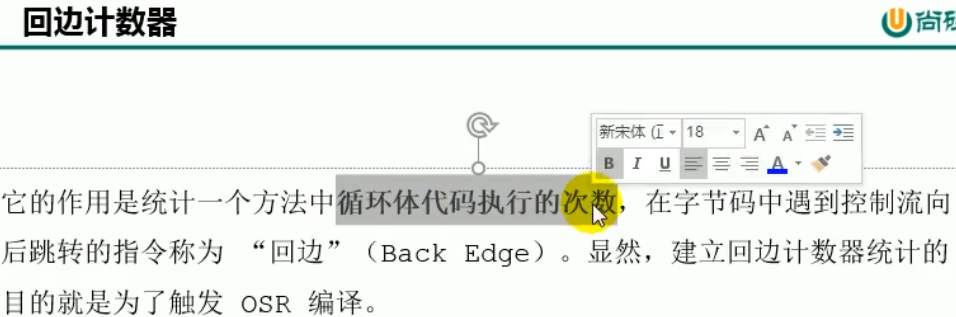 回边计数器
尚硅
新宋体 (正
18
A A
B I U A
它的作用是统计一个方法中循环体代码执行的次数，在字节码中遇到控制流向
后跳转的指令称为 “回边”（Back Edge）。显然，建立回边计数器统计的
目的就是为了触发 OSR 编译。